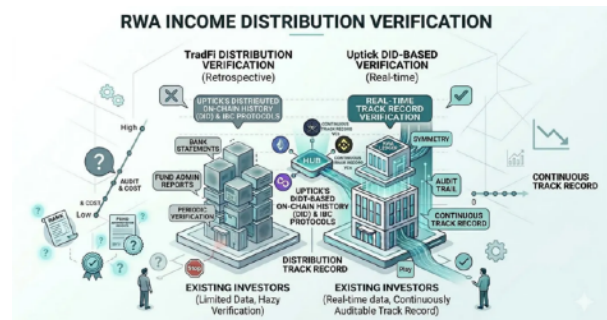 RWA INCOME DISTRIBUTION VERIFICATION
TradFi DISTRIBUTION
VERIFICATION
(Retrospective)
Uptick DID-BASED
VERIFICATION
(Real-time)
UPTICK'S DISTRIBUTED
ON-CHAIN HISTORY
(DID) & IBC PROTOCOLS
REAL-TIME
TRACK RECORD
VERIFICATION
High
AUDIT
& COST
& COST
Low
BANK
BANK
STATEMENTS
FUND ADMIN
REPORTS
PERIODIC
VERIFICATION
HUB
UPTICK'S
DIDT-BASED
ON-CHAIN HISTORY
(DID) & IBC
PROTOCOLS
DISTRIBUTION
TRACK RECORD
SYMMETRY
AUDIT
TRAIL
CONTINUOUS
TRACK RECORD
0
CONTINUOUS
TRACK RECORD
Stop
Play
EXISTING INVESTORS
(Limited Data, Hazy
Verification)
EXISTING INVESTORS
(Real-time data, Continuously
Auditable Track Record)